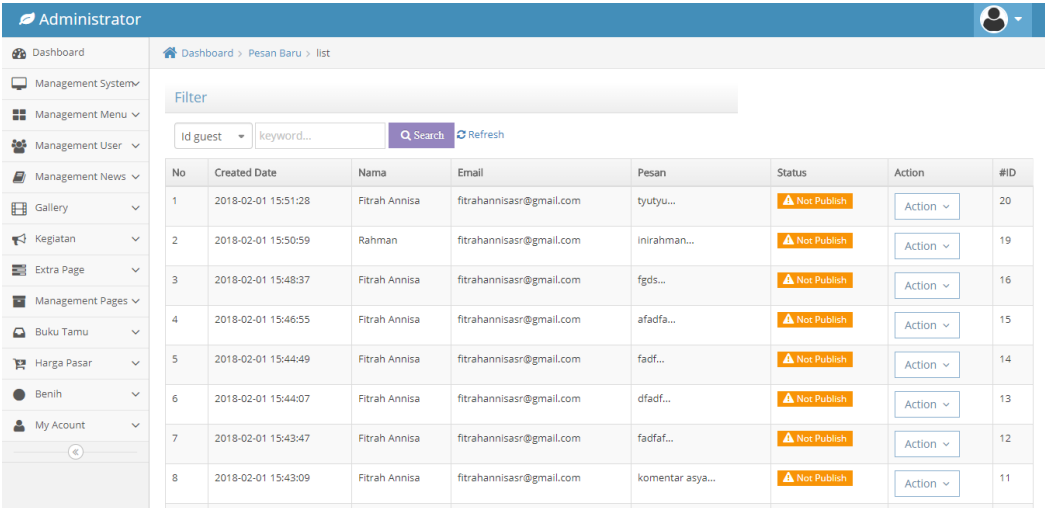 Administrator
Dashboard
Management System
Management Menu
Management User
Management News
Gallery
Kegiatan
Extra Page
Management Pages
Buku Tamu
Harga Pasar
Benih
My Acount
Dashboard > Pesan Baru > list
Filter
Id guest keyword... Search Refresh
No Created Date Nama Email Pesan Status Action #ID
1 2018-02-01 15:51:28 Fitrah Annisa fitrahannisasr@gmail.com tyutyu... Not Publish Action 20
2 2018-02-01 15:50:59 Rahman fitrahannisasr@gmail.com inirahman... Not Publish Action 19
3 2018-02-01 15:48:37 Fitrah Annisa fitrahannisasr@gmail.com fgds... Not Publish Action 16
4 2018-02-01 15:46:55 Fitrah Annisa fitrahannisasr@gmail.com afadfa... Not Publish Action 15
5 2018-02-01 15:44:49 Fitrah Annisa fitrahannisasr@gmail.com fadf... Not Publish Action 14
6 2018-02-01 15:44:07 Fitrah Annisa fitrahannisasr@gmail.com dfadf... Not Publish Action 13
7 2018-02-01 15:43:47 Fitrah Annisa fitrahannisasr@gmail.com fadfaf... Not Publish Action 12
8 2018-02-01 15:43:09 Fitrah Annisa fitrahannisasr@gmail.com komentar asya... Not Publish Action 11